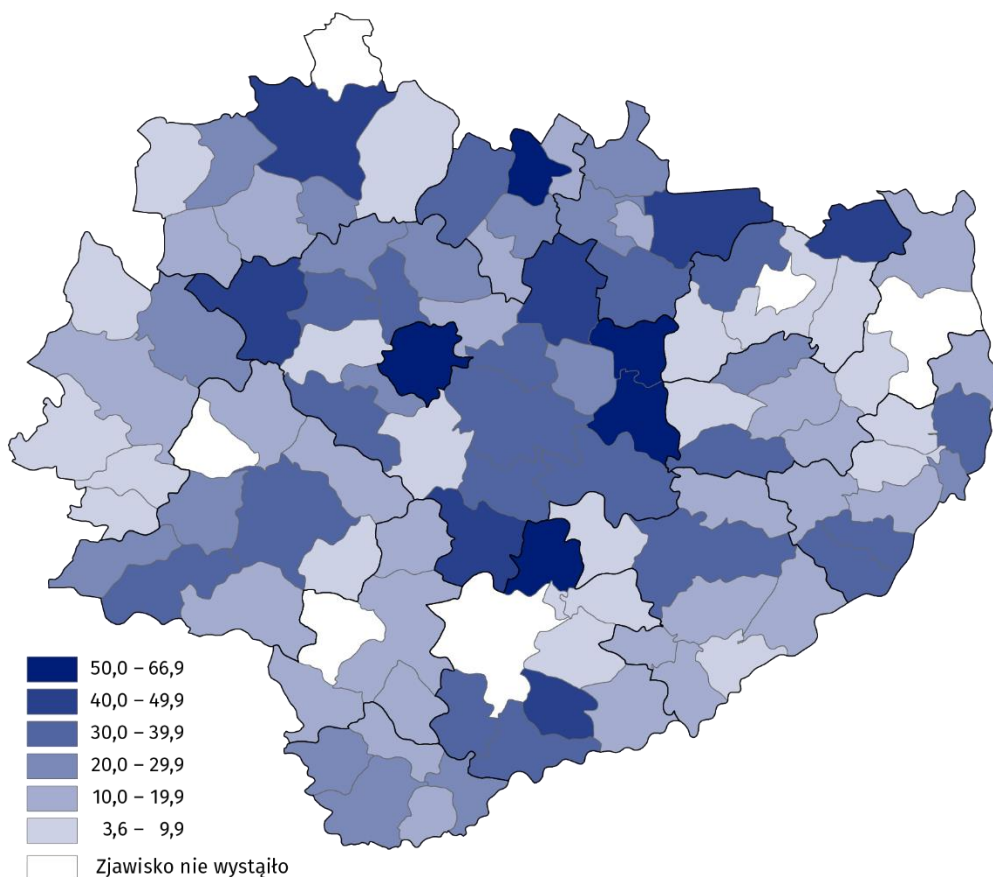 50,0 – 66,9
40,0 – 49,9
30,0 – 39,9
20,0 – 29,9
10,0 – 19,9
3,6 – 9,9
Zjawisko nie wystąiło